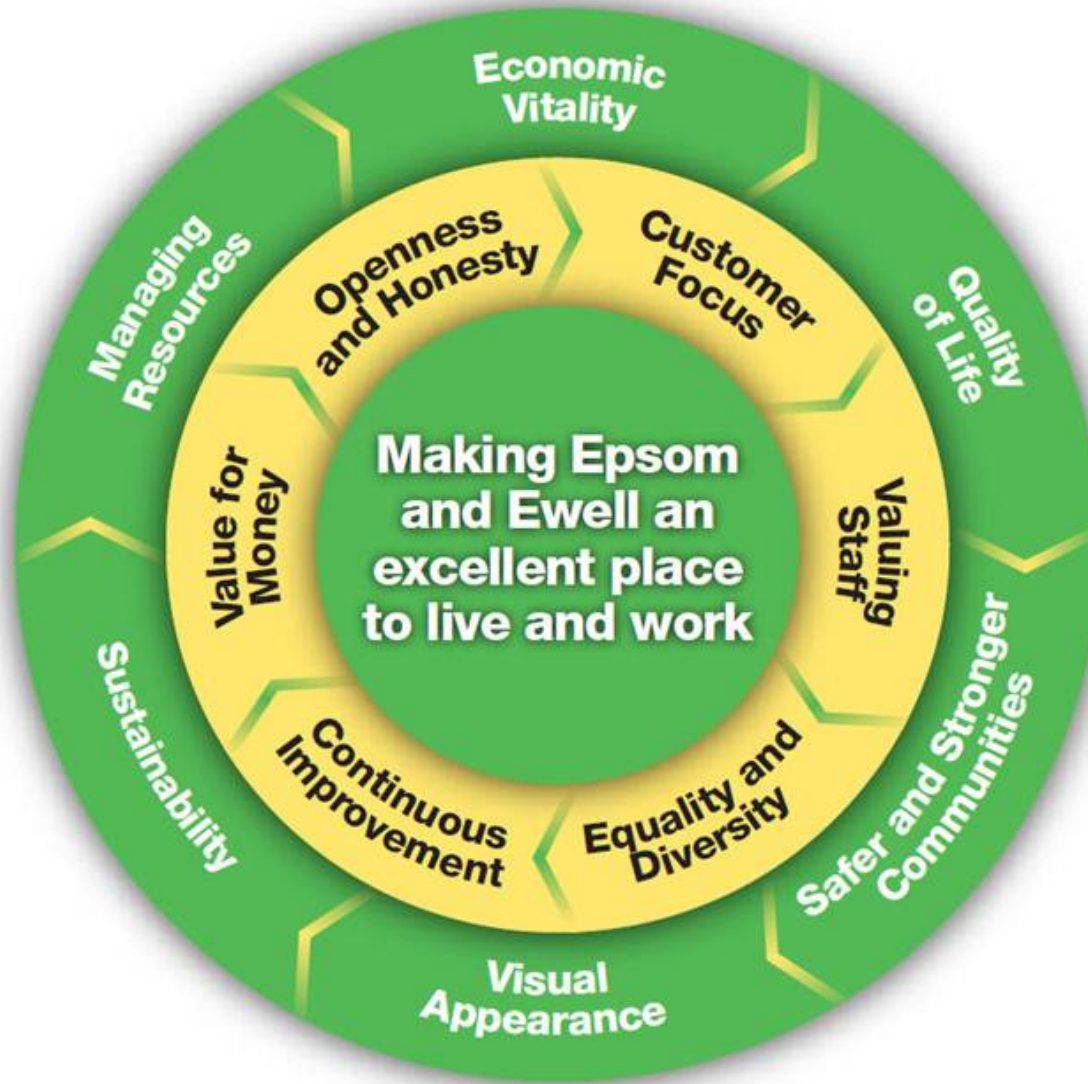 Economic
Vitality
Quality
of Life
Safer and Stronger
Communities
Visual
Appearance
Sustainability
Managing
Resources
Openness
and Honesty
Customer
Focus
Valuing
Staff
Equality and
Diversity
Continuous
Improvement
Value for
Money
Making Epsom
and Ewell an
excellent place
to live and work